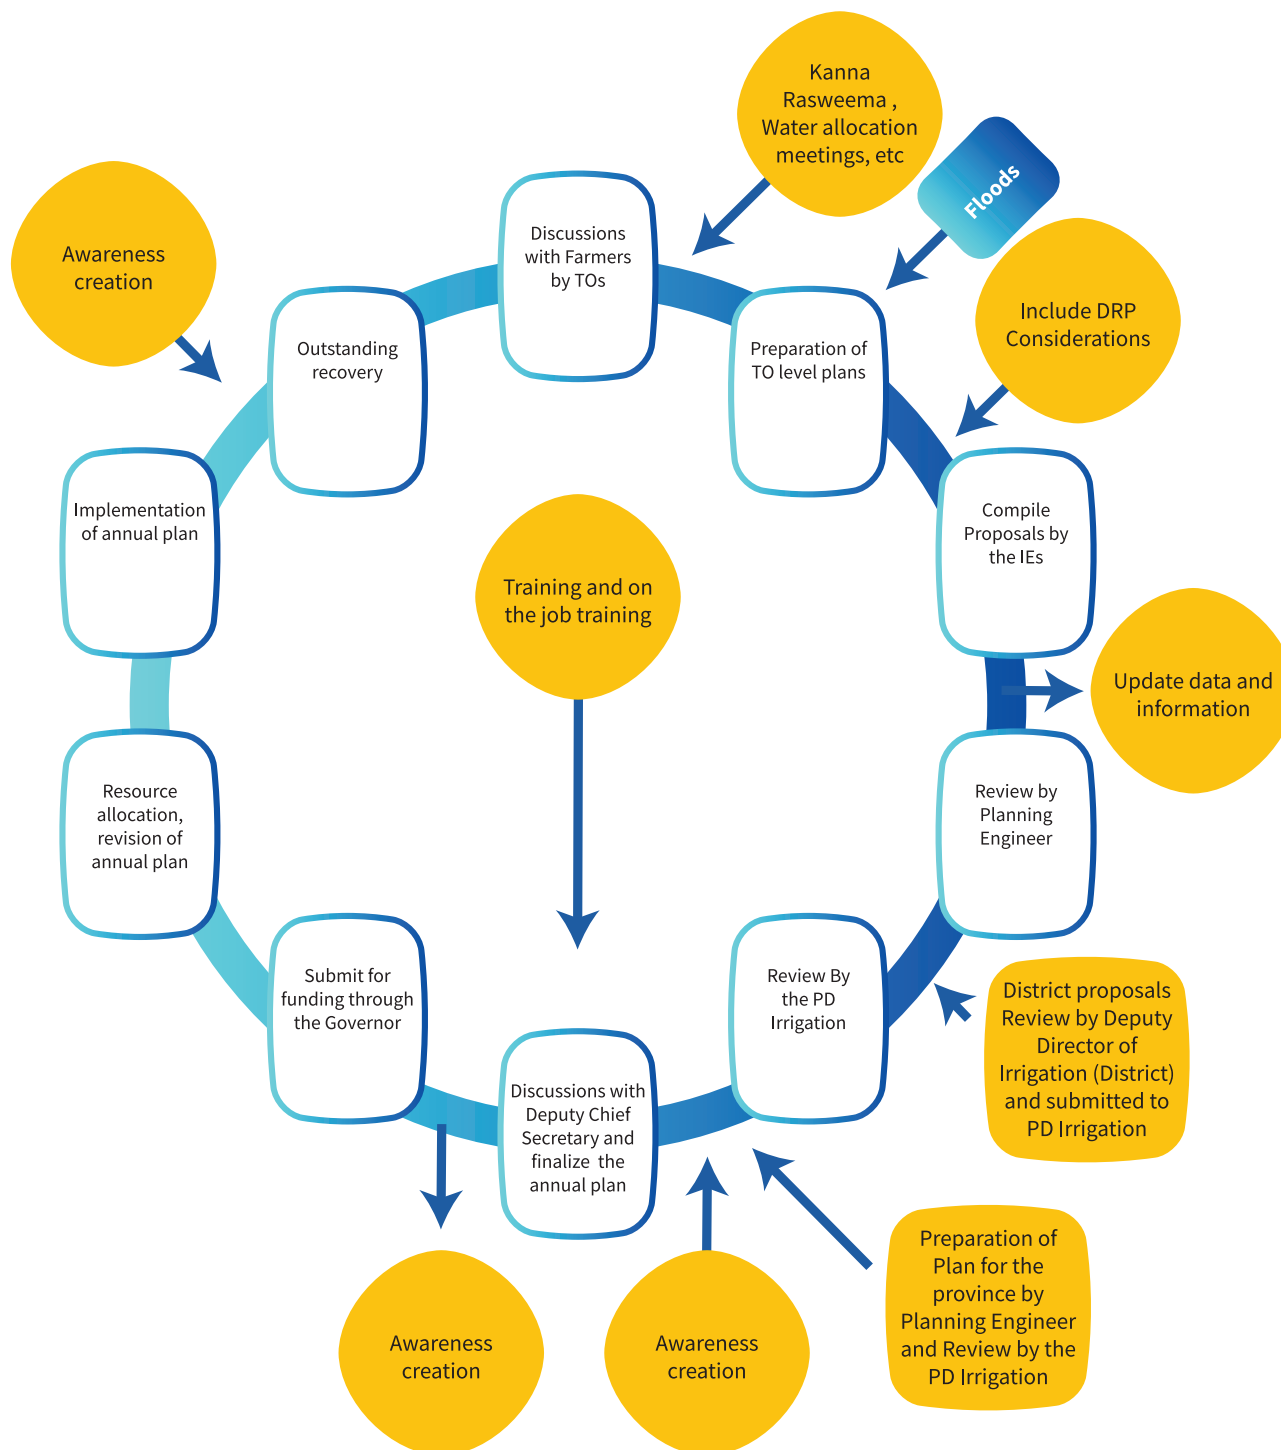 Kanna
Rasweema ,
Water allocation
meetings, etc
Floods
Awareness
creation
Discussions
with Farmers
by TOs
Include DRP
Considerations
Outstanding
recovery
Preparation of
TO level plans
Implementation
of annual plan
Compile
Proposals by
the IEs
Training and on
the job training
Update data and
information
Resource
allocation,
revision of
annual plan
Review by
Planning
Engineer
Submit for
funding through
the Governor
Review By
the PD
Irrigation
District proposals
Review by Deputy
Director of
Irrigation (District)
and submitted to
PD Irrigation
Discussions with
Deputy Chief
Secretary and
finalize the
annual plan
Preparation of
Plan for the
province by
Planning Engineer
and Review by the
PD Irrigation
Awareness
creation
Awareness
creation